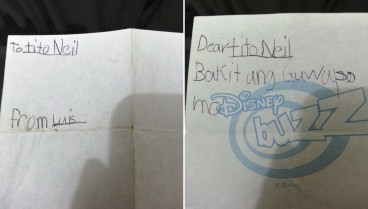 To tito Neil
from Luis
Dear tito Neil
Bakit ang Guwapo
mo
DISNEY
buzz